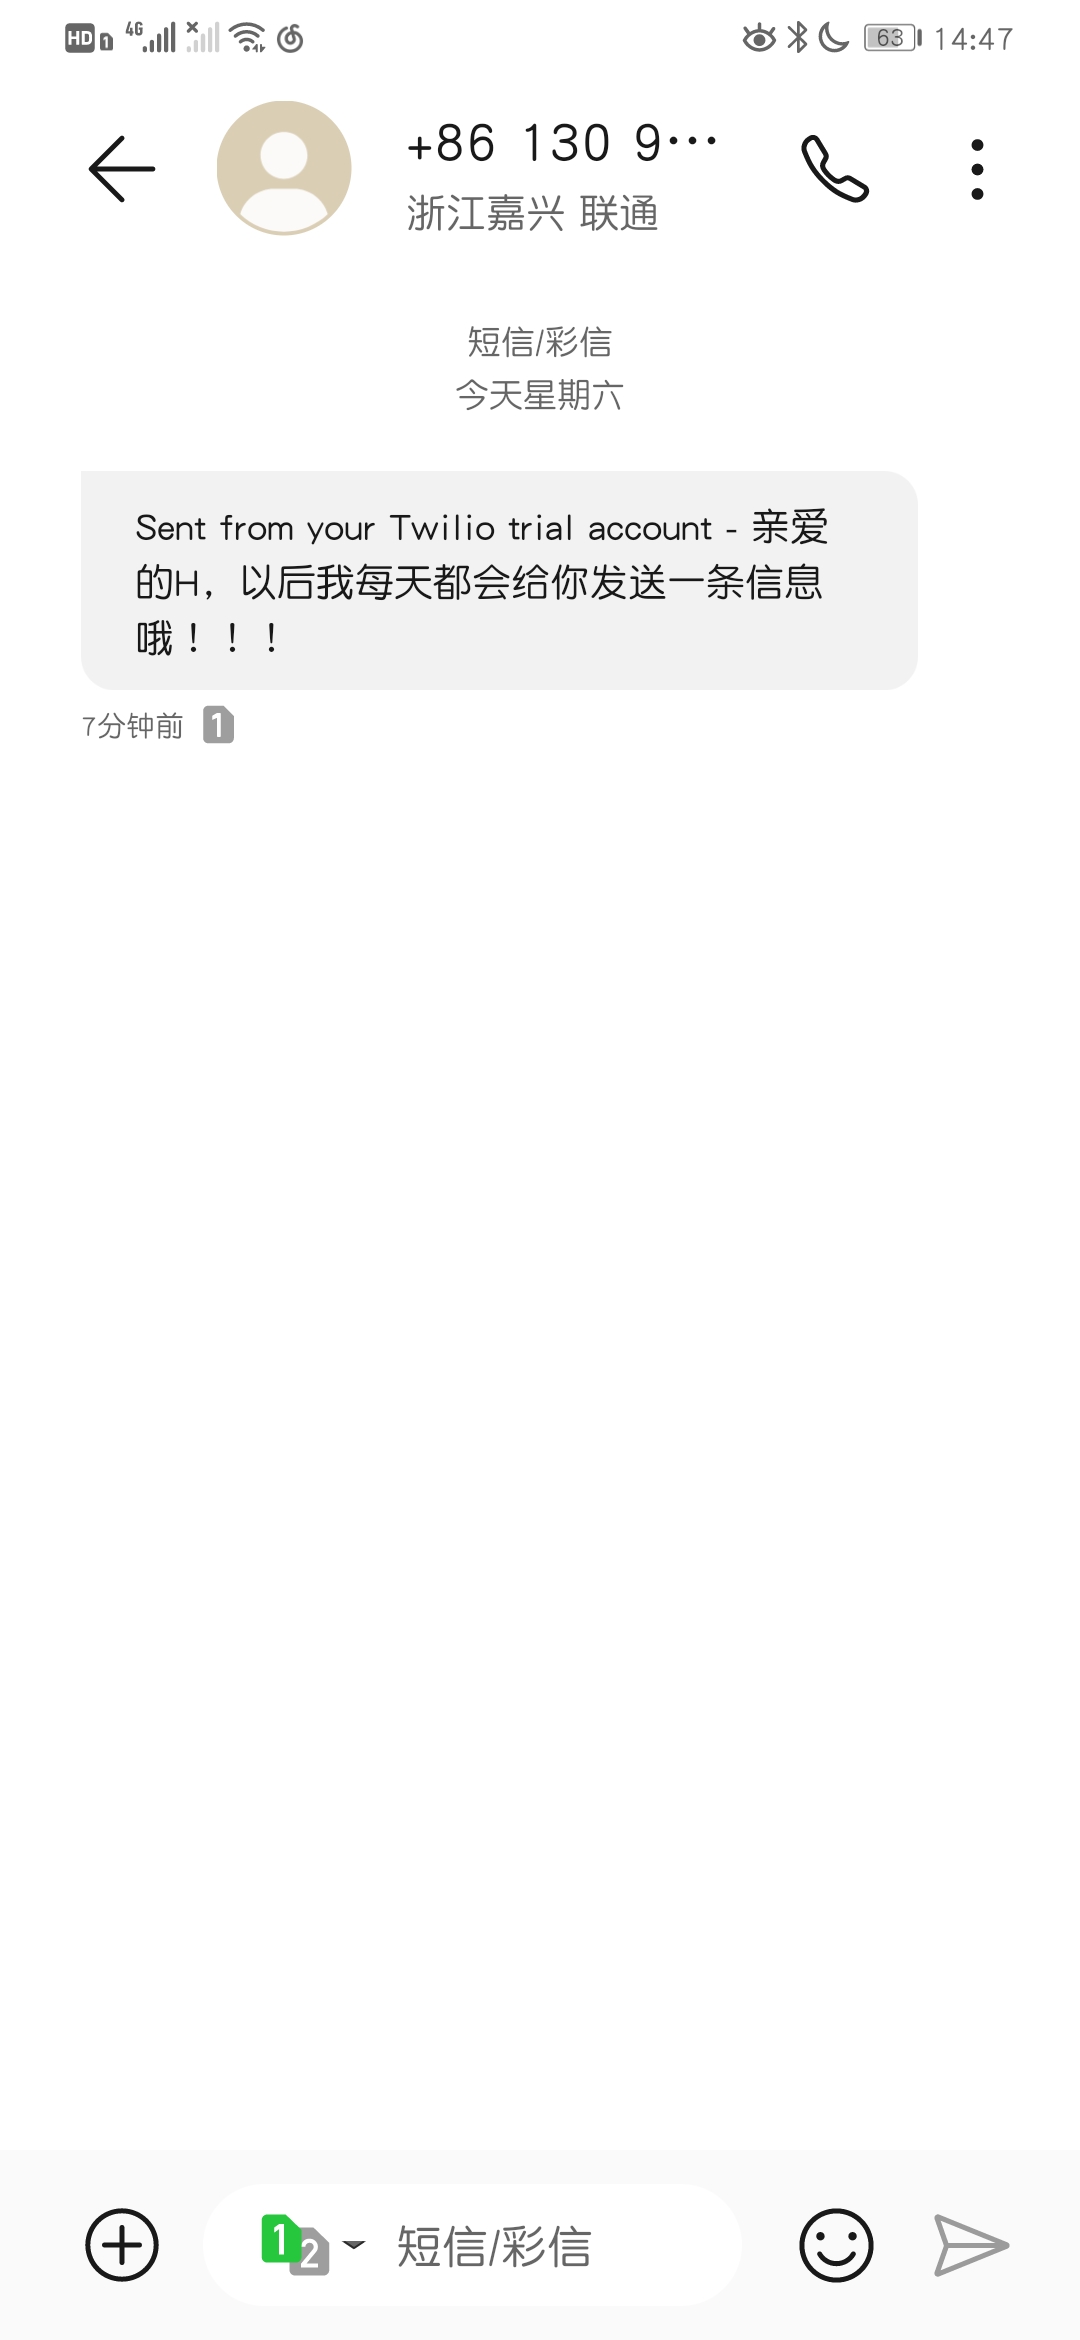 HD 1 4G 63 14:47
+86 130 9···
浙江嘉兴 联通
短信/彩信
今天星期六
Sent from your Twilio trial account - 亲爱
的H，以后我每天都会给你发送一条信息
哦！！！
7分钟前 1
1 2 短信/彩信